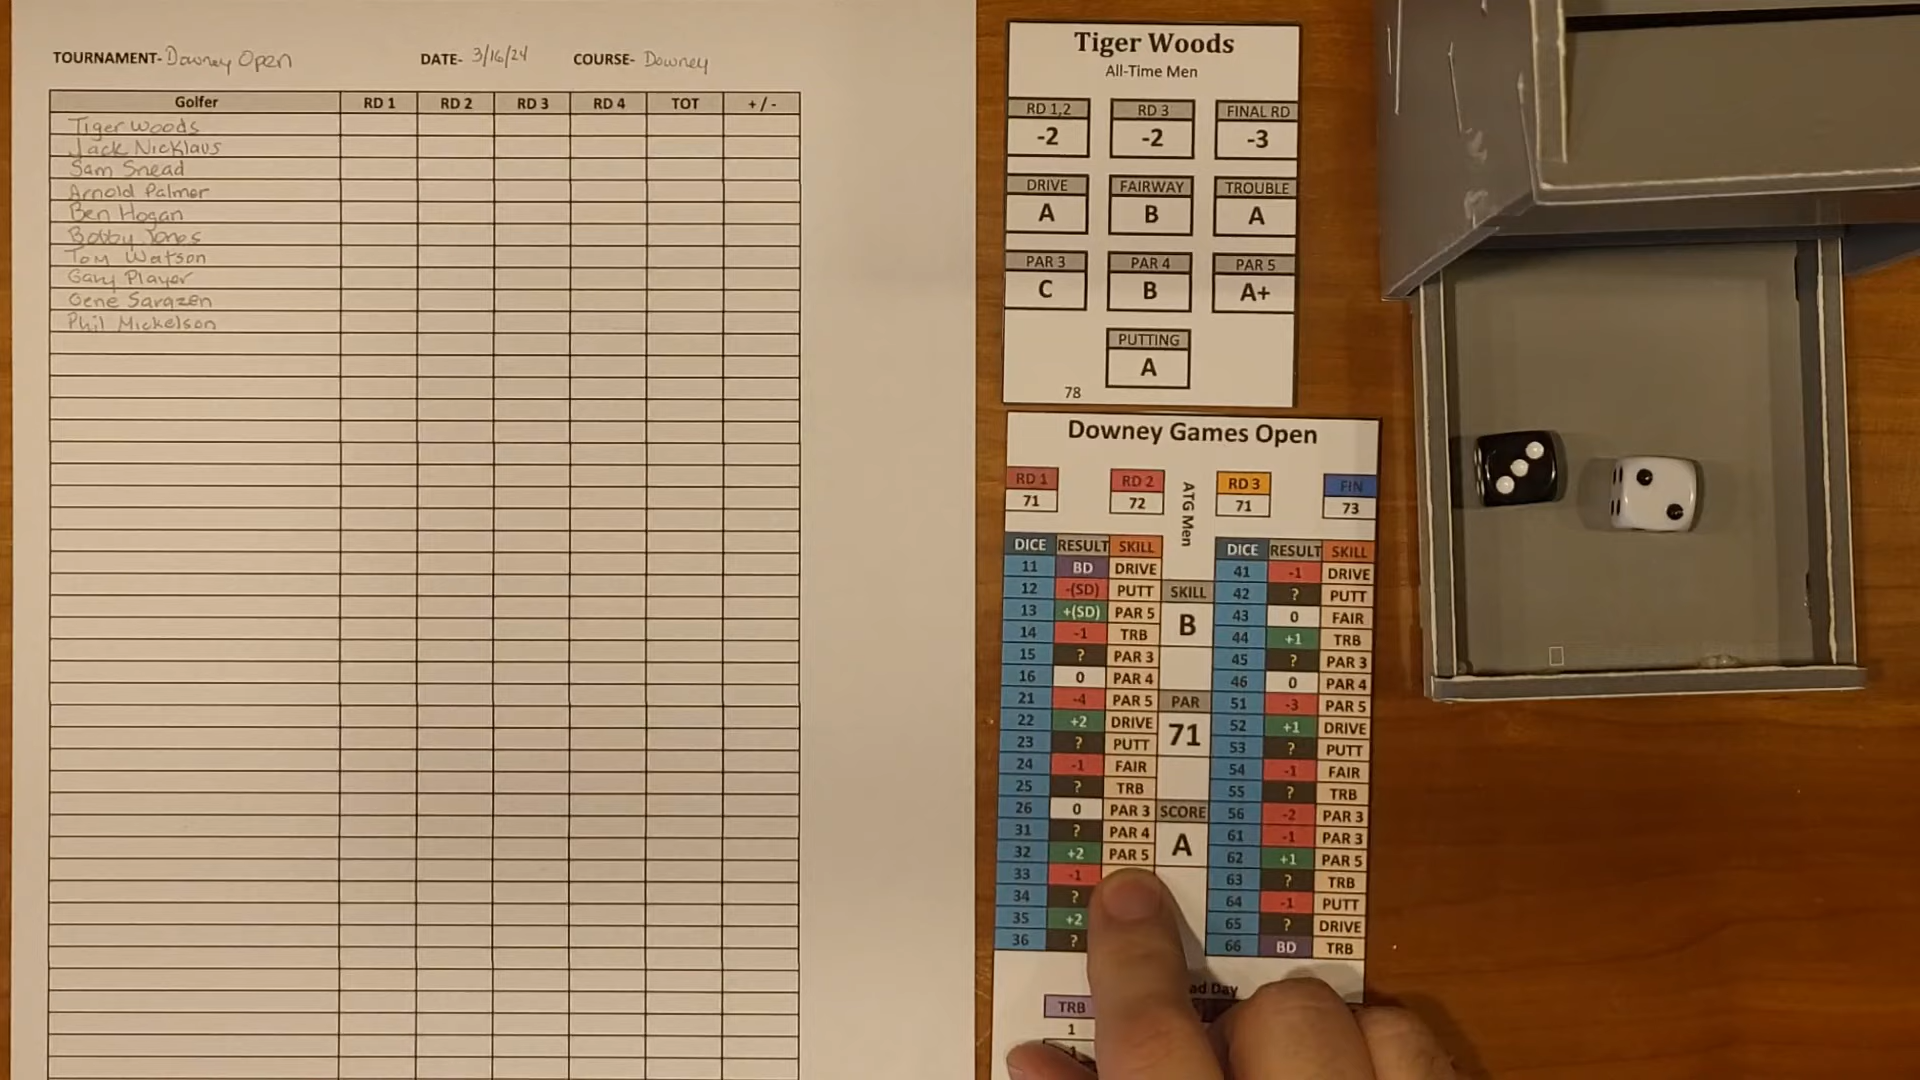 TOURNAMENT- Downey Open DATE- 3/16/24 COURSE- Downey
Golfer RD 1 RD 2 RD 3 RD 4 TOT + / -
Tiger Woods
Jack Nicklaus
Sam Snead
Arnold Palmer
Ben Hogan
Bobby Jones
Tom Watson
Gary Player
Gene Sarazen
Phil Mickelson
Tiger Woods
All-Time Men
RD 1,2 RD 3 FINAL RD
-2 -2 -3
DRIVE FAIRWAY TROUBLE
A B A
PAR 3 PAR 4 PAR 5
C B A+
PUTTING
A
78
Downey Games Open
RD 1 RD 2 RD 3 FIN
71 72 71 73
ATG Men
DICE RESULT SKILL
11 BD DRIVE
12 -(SD) PUTT
13 +(SD) PAR 5
14 -1 TRB
15 ? PAR 3
16 0 PAR 4
21 -4 PAR 5
22 +2 DRIVE
23 ? PUTT
24 -1 FAIR
25 ? TRB
26 0 PAR 3
31 ? PAR 4
32 +2 PAR 5
33 -1
34 ?
35 +2
36 ?
SKILL
B
PAR
71
SCORE
A
DICE RESULT SKILL
41 -1 DRIVE
42 ? PUTT
43 0 FAIR
44 +1 TRB
45 ? PAR 3
46 0 PAR 4
51 -3 PAR 5
52 +1 DRIVE
53 ? PUTT
54 -1 FAIR
55 ? TRB
56 -2 PAR 3
61 -1 PAR 3
62 +1 PAR 5
63 ? TRB
64 -1 PUTT
65 ? DRIVE
66 BD TRB
ad Day
TRB
1